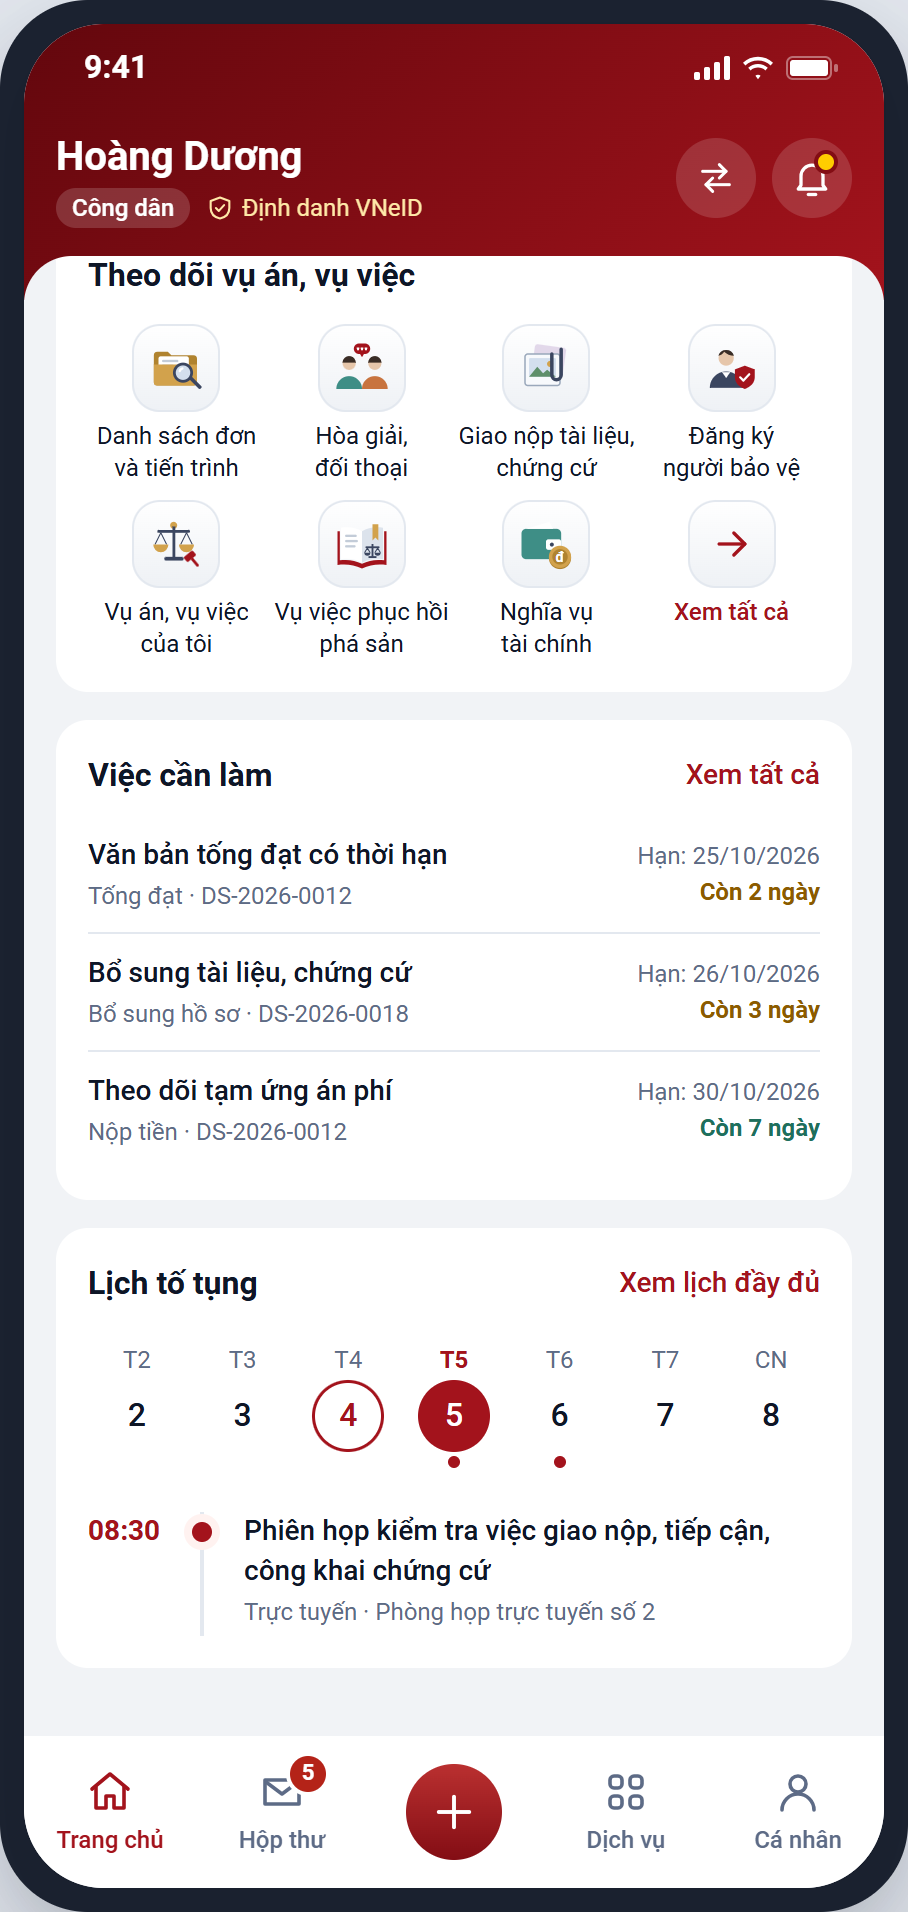 9:41
Hoàng Dương
Công dân
Định danh VNeID
Theo dõi vụ án, vụ việc
Danh sách đơn
và tiến trình
Hòa giải,
đối thoại
Giao nộp tài liệu,
chứng cứ
Đăng ký
người bảo vệ
Vụ án, vụ việc
của tôi
Vụ việc phục hồi
phá sản
đ
Nghĩa vụ
tài chính
Xem tất cả
Việc cần làm
Xem tất cả
Văn bản tống đạt có thời hạn
Hạn: 25/10/2026
Tống đạt · DS-2026-0012
Còn 2 ngày
Bổ sung tài liệu, chứng cứ
Hạn: 26/10/2026
Bổ sung hồ sơ · DS-2026-0018
Còn 3 ngày
Theo dõi tạm ứng án phí
Hạn: 30/10/2026
Nộp tiền · DS-2026-0012
Còn 7 ngày
Lịch tố tụng
Xem lịch đầy đủ
T2 T3 T4 T5 T6 T7 CN
2 3 4 5 6 7 8
08:30
Phiên họp kiểm tra việc giao nộp, tiếp cận,
công khai chứng cứ
Trực tuyến · Phòng họp trực tuyến số 2
Trang chủ
5
Hộp thư
Dịch vụ
Cá nhân